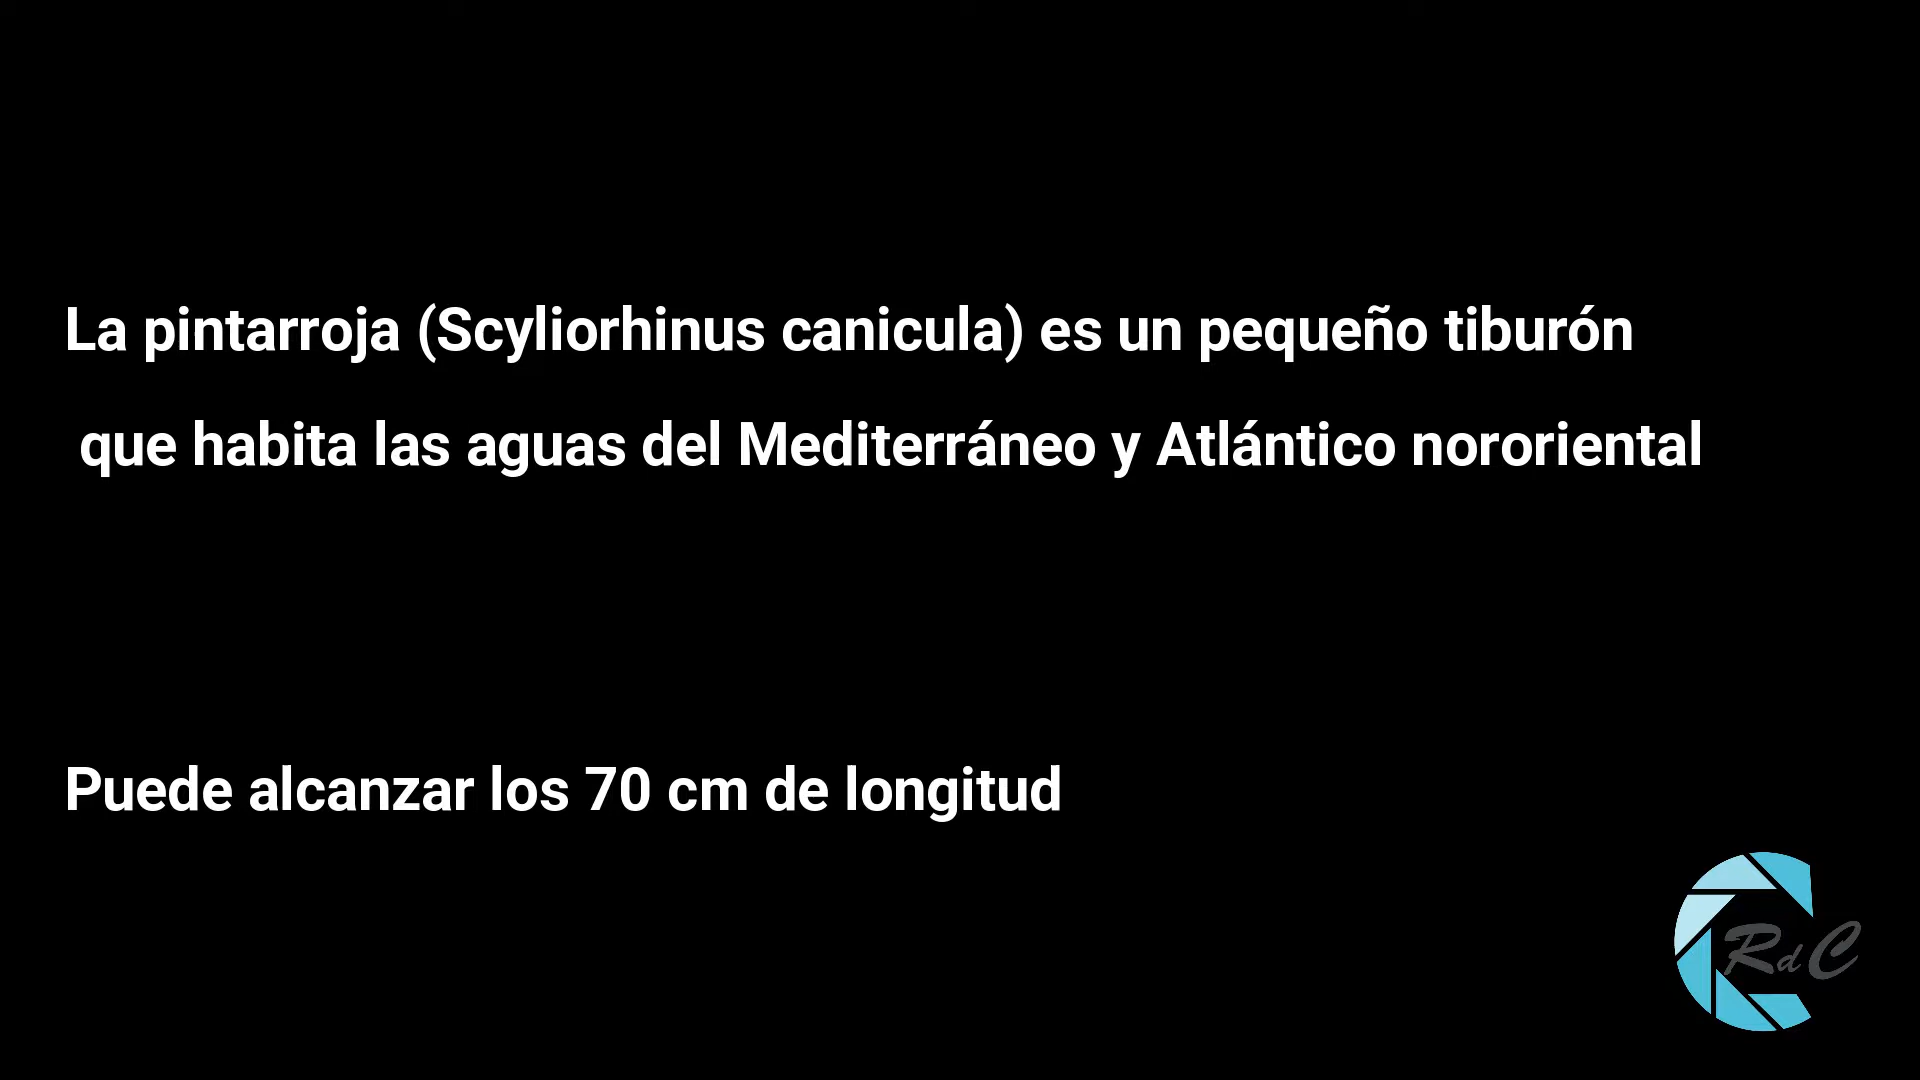 La pintarroja (Scyliorhinus canicula) es un pequeño tiburón
que habita las aguas del Mediterráneo y Atlántico nororiental
Puede alcanzar los 70 cm de longitud
RdC